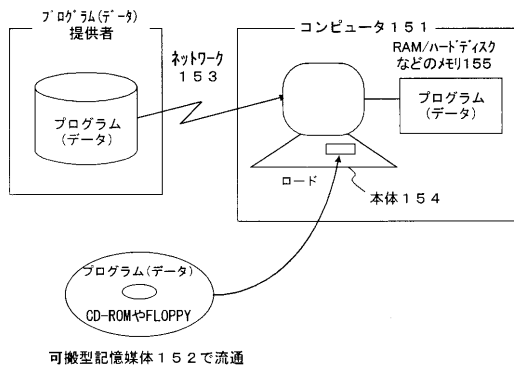 プログラム(データ)
提供者
プログラム
(データ)
ネットワーク
153
コンピュータ151
RAM/ハードディスク
などのメモリ155
プログラム
(データ)
ロード
本体154
プログラム(データ)
CD-ROMやFLOPPY
可搬型記憶媒体152で流通